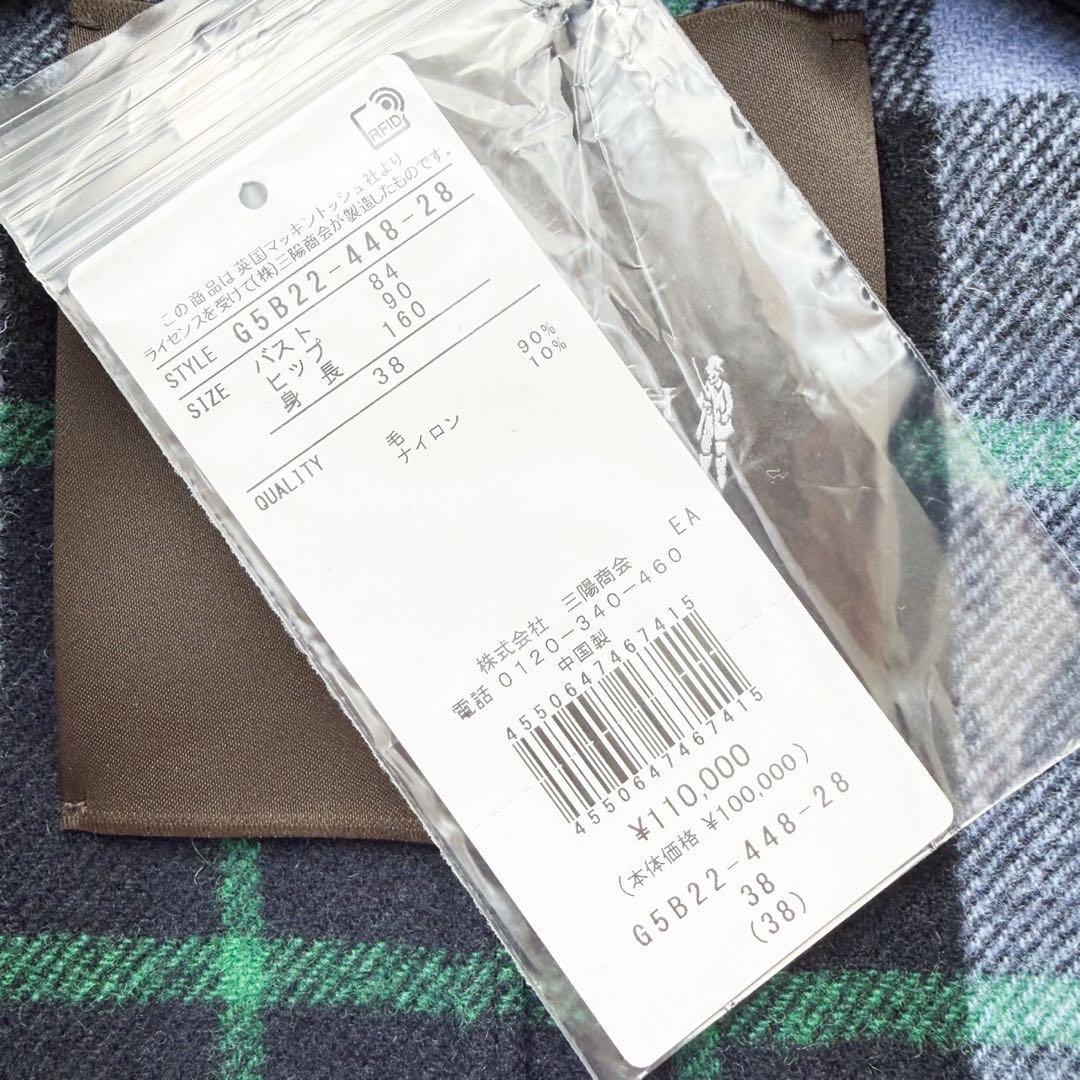 RFID
この商品は英国マッキントッシュ社より
ライセンスを受けて(株)三陽商会が製造したものです。
STYLE G5B22-448-28
SIZE バスト 84
ヒップ 90
身長 160
38
QUALITY 毛 90%
ナイロン 10%
EA
株式会社 三陽商会
電話0120-340-460
中国製
4550647467415
4550647467415
¥110,000
(本体価格 ¥100,000)
G5B22-448-28
38
(38)